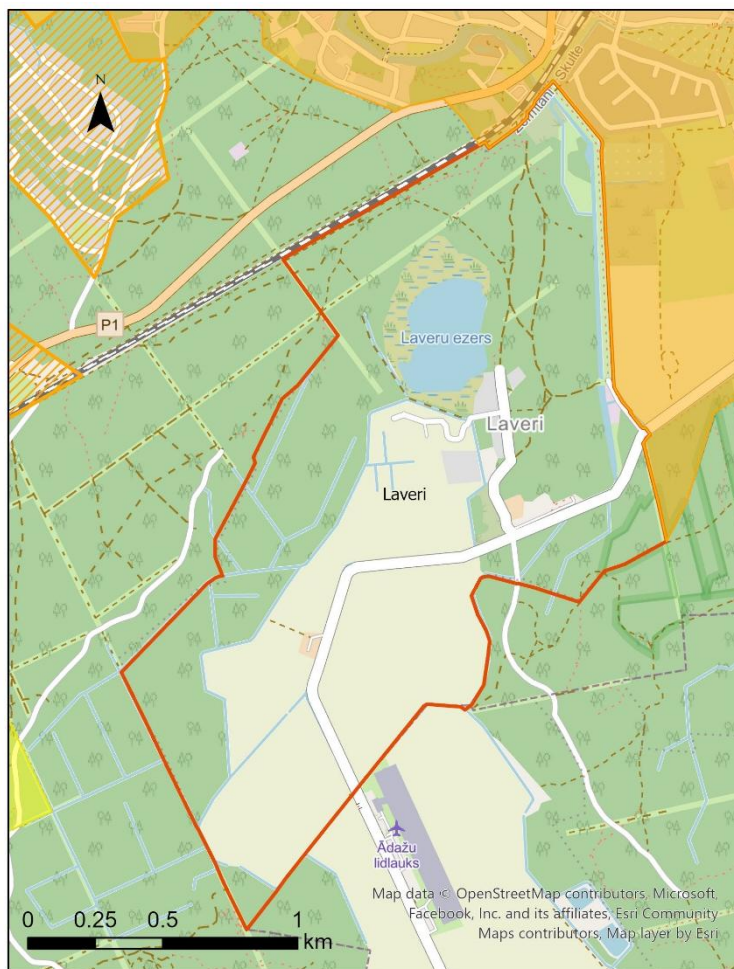 N
Zemitāni - Skulte
P1
Laveru ezers
Laveri
Laveri
Ādažu
lidlauks
Map data © OpenStreetMap contributors, Microsoft,
Facebook, Inc. and its affiliates, Esri Community
Maps contributors, Map layer by Esri
0 0.25 0.5 1
km